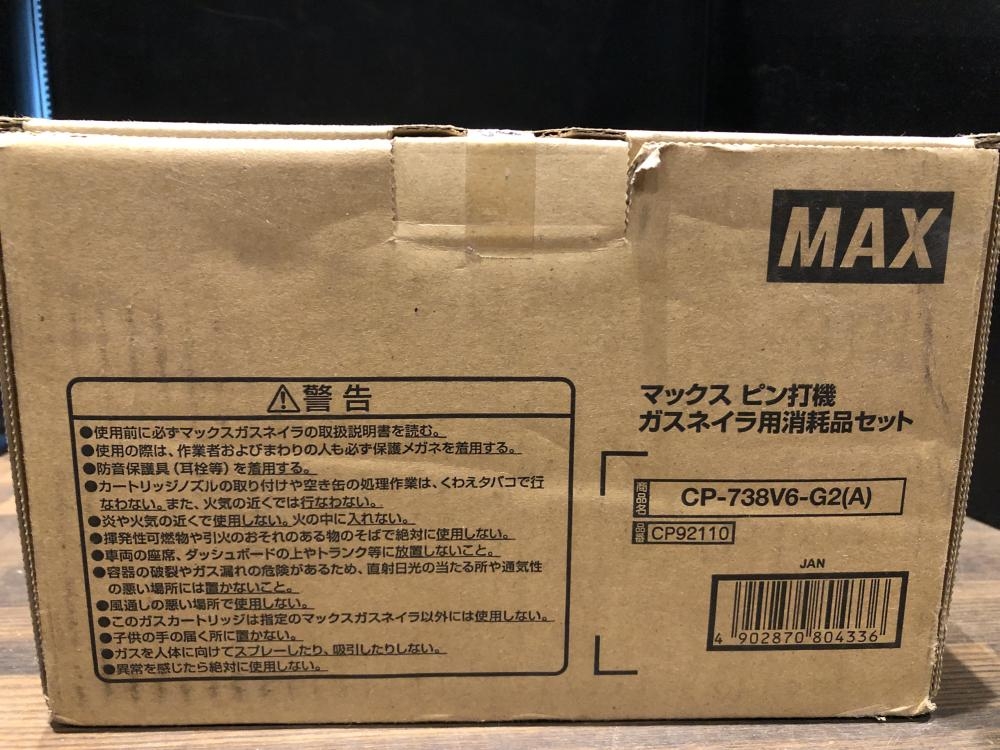 MAX
⚠警告
●使用前に必ずマックスガスネイラの取扱説明書を読む。
●使用の際は、作業者およびまわりの人も必ず保護メガネを着用する。
●防音保護具(耳栓等)を着用する。
●カートリッジノズルの取り付けや空き缶の処理作業は、くわえタバコで行
なわない。また、火気の近くでは行なわない。
●炎や火気の近くで使用しない。火の中に入れない。
●揮発性可燃物や引火のおそれのある物のそばで絶対に使用しない。
●車両の座席、ダッシュボードの上やトランク等に放置しないこと。
●容器の破裂やガス漏れの危険があるため、直射日光の当たる所や通気性
の悪い場所には置かないこと。
●風通しの悪い場所で使用しない。
●このガスカートリッジは指定のマックスガスネイラ以外には使用しない。
●子供の手の届く所に置かない。
●ガスを人体に向けてスプレーしたり、吸引したりしない。
●異常を感じたら絶対に使用しない。
マックス ピン打機
ガスネイラ用消耗品セット
商品名 CP-738V6-G2(A)
品番 CP92110
JAN
4 902870 804336